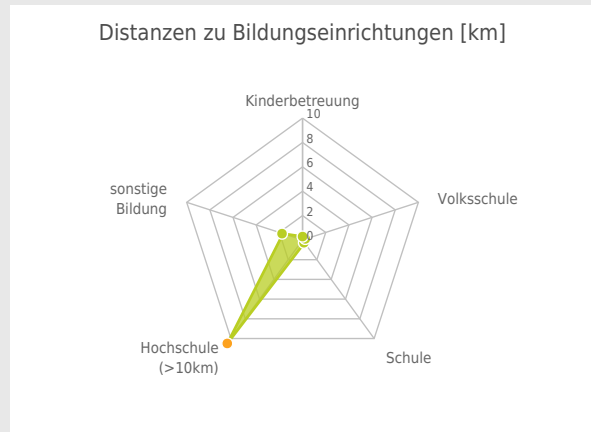 Distanzen zu Bildungseinrichtungen [km]
Kinderbetreuung
10
8
6
4
2
0
sonstige
Bildung
Volksschule
Hochschule
(>10km)
Schule